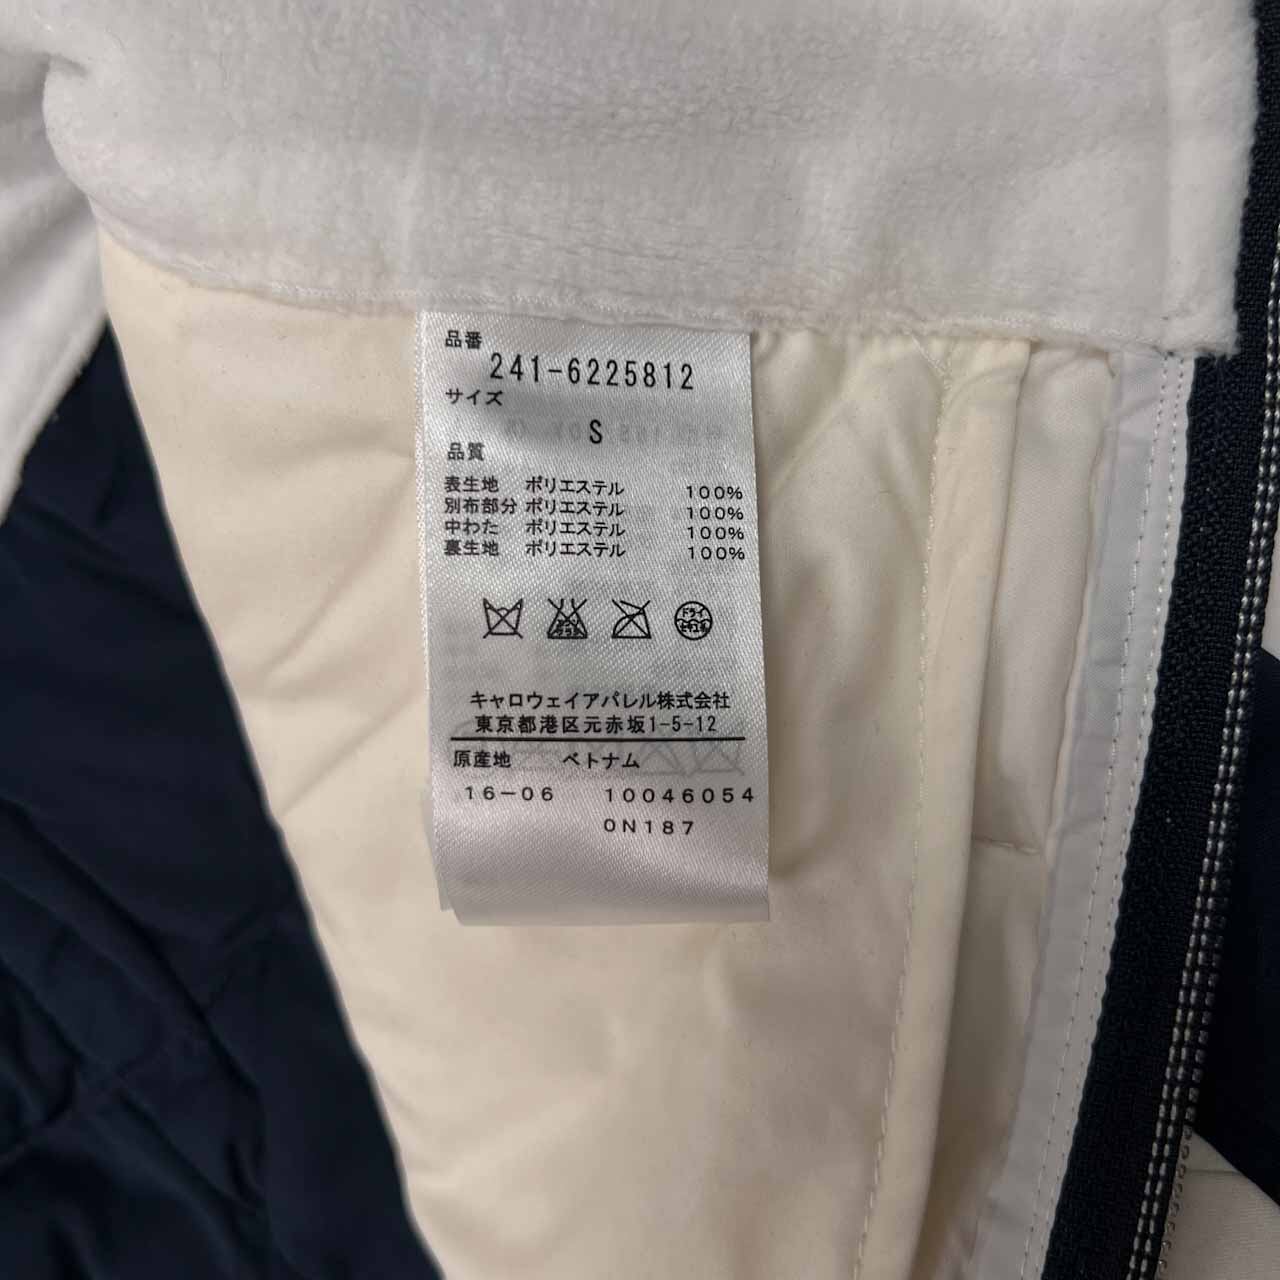 品番
241-6225812
サイズ
S
品質
表生地 ポリエステル 100%
別布部分 ポリエステル 100%
中わた ポリエステル 100%
裏生地 ポリエステル 100%
ドライ
キャロウェイアパレル株式会社
東京都港区元赤坂1-5-12
原産地 ベトナム
16-06 10046054
0N187